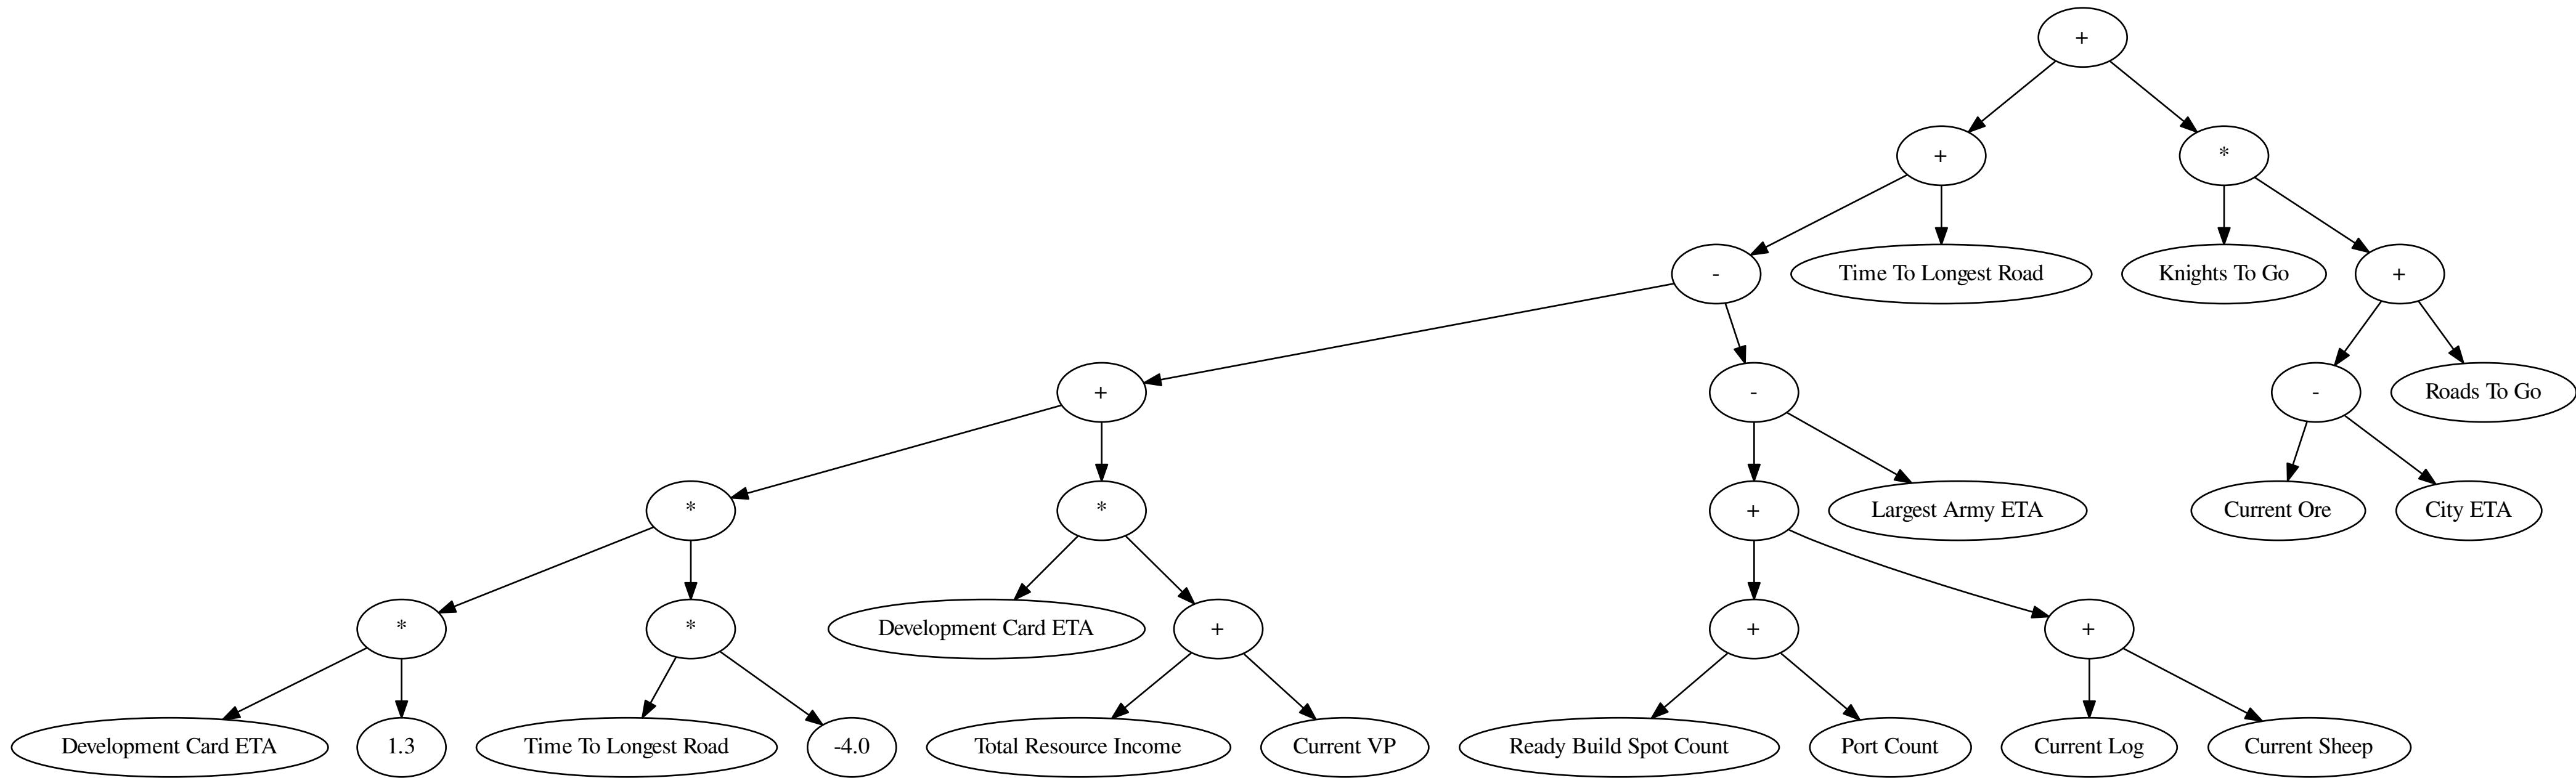 +
+
*
-
Time To Longest Road
Knights To Go
+
+
-
-
Roads To Go
*
*
+
Largest Army ETA
Current Ore
City ETA
*
*
Development Card ETA
+
+
+
Development Card ETA
1.3
Time To Longest Road
-4.0
Total Resource Income
Current VP
Ready Build Spot Count
Port Count
Current Log
Current Sheep